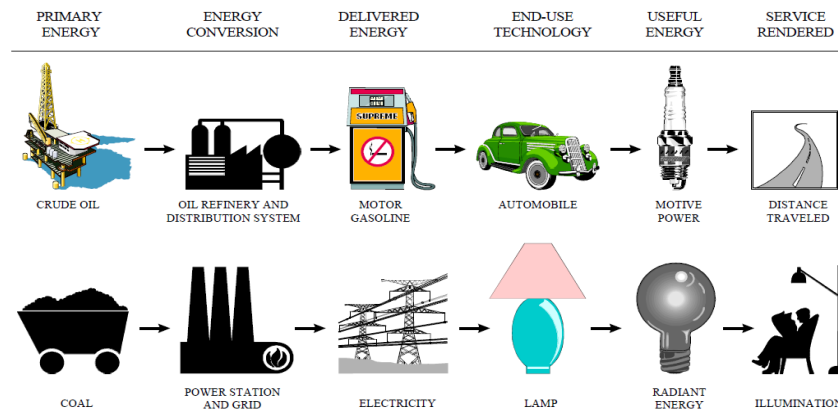 PRIMARY
ENERGY
ENERGY
CONVERSION
DELIVERED
ENERGY
END-USE
TECHNOLOGY
USEFUL
ENERGY
SERVICE
RENDERED
SUPREME
CRUDE OIL
OIL REFINERY AND
DISTRIBUTION SYSTEM
MOTOR
GASOLINE
AUTOMOBILE
MOTIVE
POWER
DISTANCE
TRAVELED
COAL
POWER STATION
AND GRID
ELECTRICITY
LAMP
RADIANT
ENERGY
ILLUMINATION